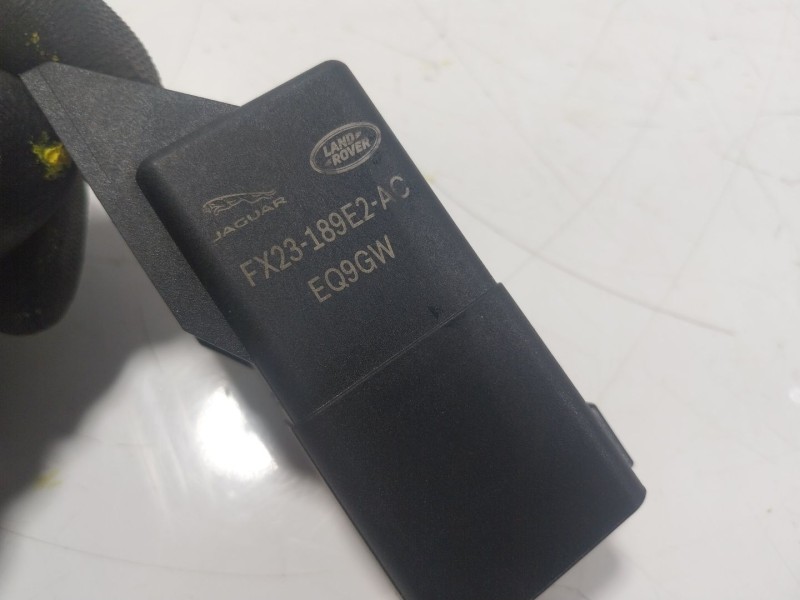 LAND
ROVER
JAGUAR
FX23-189E2-AC
EQ9GW